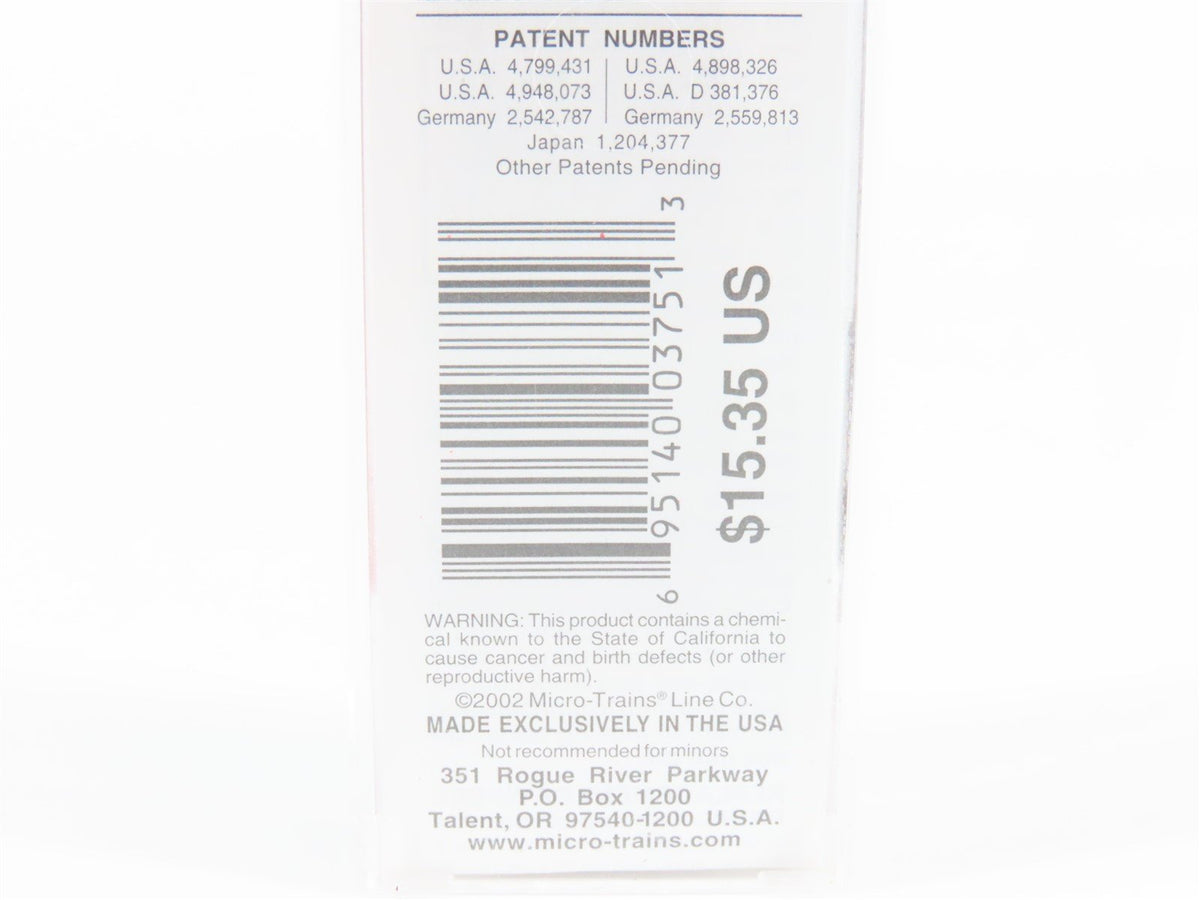 PATENT NUMBERS
U.S.A. 4,799,431 U.S.A. 4,898,326
U.S.A. 4,948,073 U.S.A. D 381,376
Germany 2,542,787 Germany 2,559,813
Japan 1,204,377
Other Patents Pending
6 95140 03751 3
$15.35 US
WARNING: This product contains a chemi-
cal known to the State of California to
cause cancer and birth defects (or other
reproductive harm).
©2002 Micro-Trains® Line Co.
MADE EXCLUSIVELY IN THE USA
Not recommended for minors
351 Rogue River Parkway
P.O. Box 1200
Talent, OR 97540-1200 U.S.A.
www.micro-trains.com